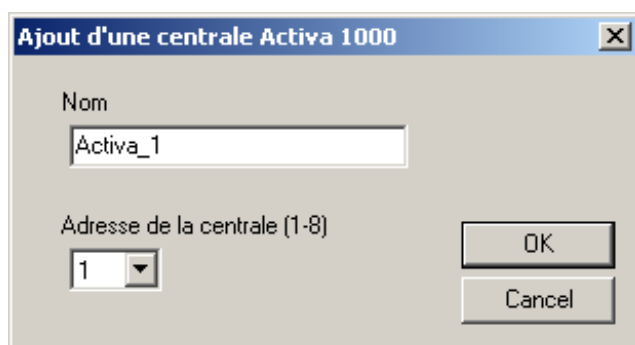 Ajout d'une centrale Activa 1000
Nom
Activa_1
Adresse de la centrale (1-8)
1
OK
Cancel